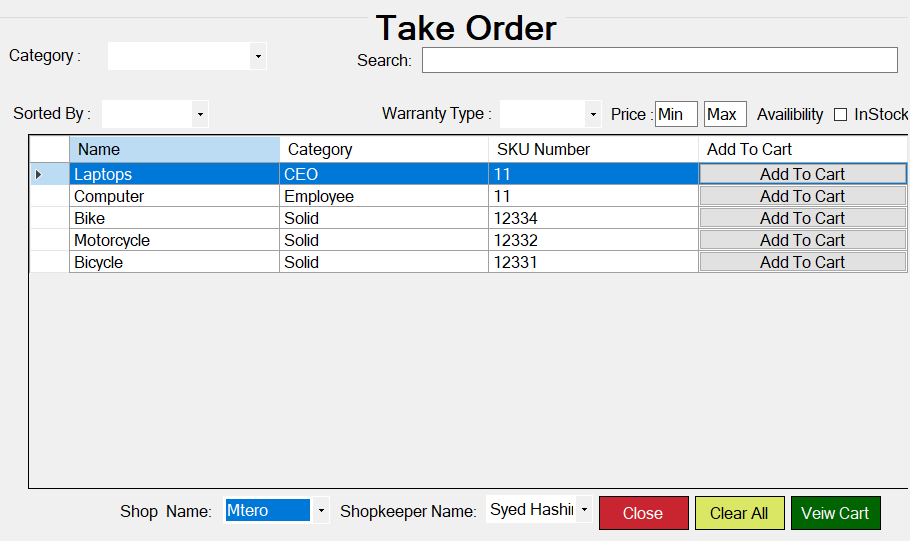 Take Order
Category :
Search:
Sorted By : Warranty Type : Price : Min Max Availibility InStock
Name Category SKU Number Add To Cart
Laptops CEO 11 Add To Cart
Computer Employee 11 Add To Cart
Bike Solid 12334 Add To Cart
Motorcycle Solid 12332 Add To Cart
Bicycle Solid 12331 Add To Cart
Shop Name: Mtero Shopkeeper Name: Syed Hashi Close Clear All Veiw Cart